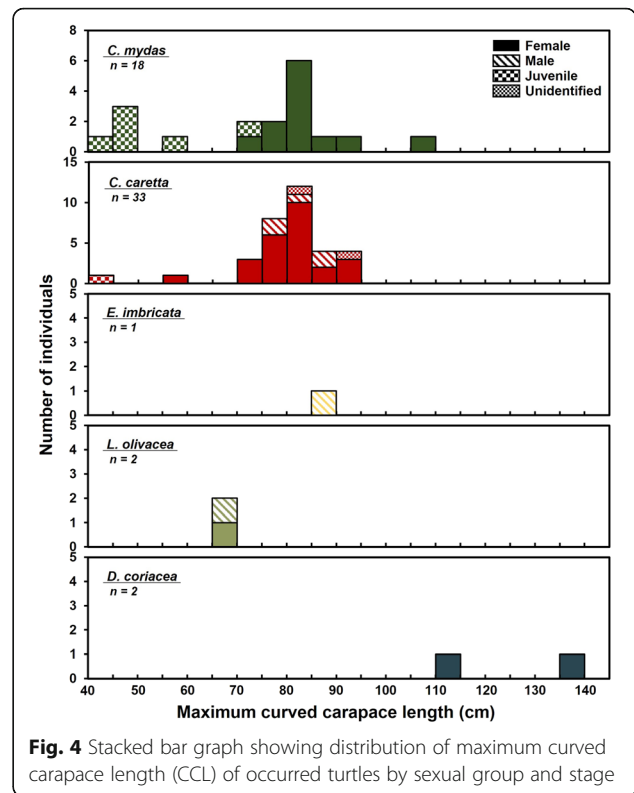 8
6
4
2
0
C. mydas
n = 18
Female
Male
Juvenile
Unidentified
15
10
5
0
C. caretta
n = 33
Number of individuals
5
4
3
2
1
0
E. imbricata
n = 1
5
4
3
2
1
0
L. olivacea
n = 2
5
4
3
2
1
0
D. coriacea
n = 2
40 50 60 70 80 90 100 110 120 130 140
Maximum curved carapace length (cm)
Fig. 4 Stacked bar graph showing distribution of maximum curved
carapace length (CCL) of occurred turtles by sexual group and stage